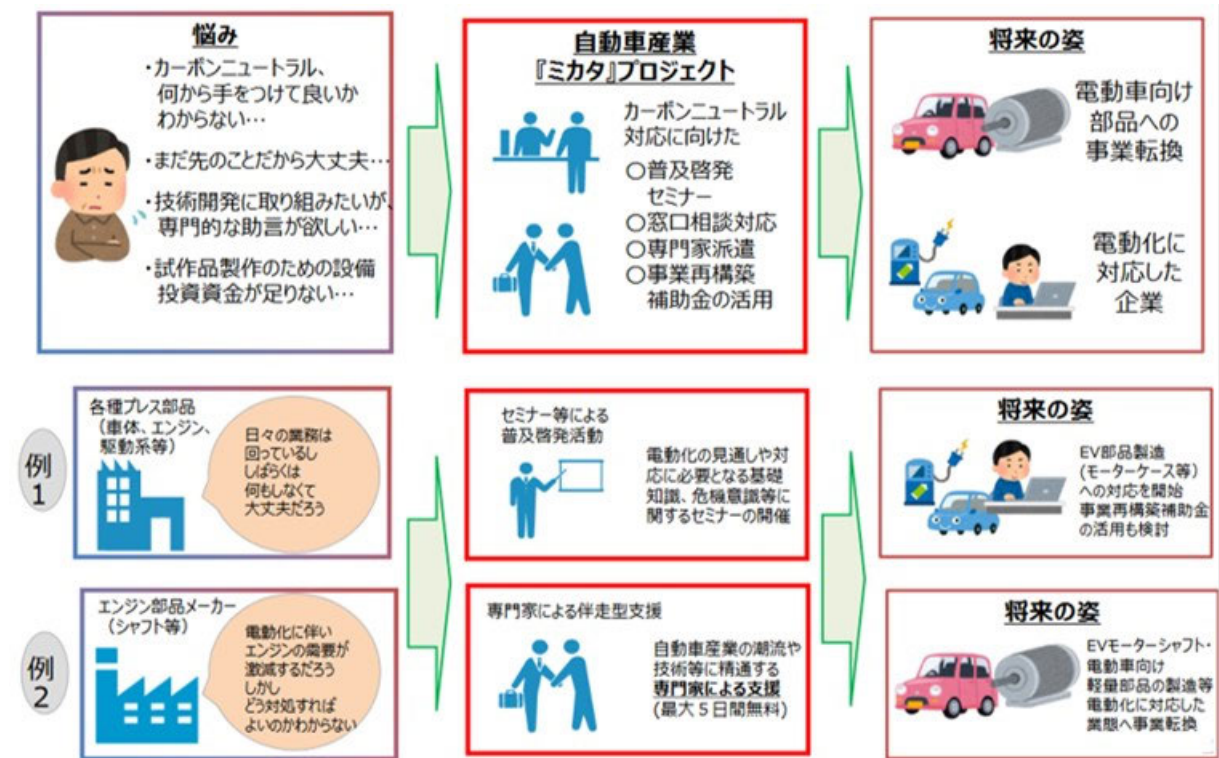 悩み
・カーボンニュートラル、
何から手をつけて良いか
わからない…
・まだ先のことだから大丈夫…
・技術開発に取り組みたいが、
専門的な助言が欲しい…
・試作品製作のための設備
投資資金が足りない…
自動車産業
『ミカタ』プロジェクト
カーボンニュートラル
対応に向けた
○普及啓発
セミナー
○窓口相談対応
○専門家派遣
○事業再構築
補助金の活用
将来の姿
電動車向け
部品への
事業転換
電動化に
対応した
企業
例
1
各種プレス部品
(車体、エンジン、
駆動系等)
日々の業務は
回っているし
しばらくは
何もしなくて
大丈夫だろう
セミナー等による
普及啓発活動
電動化の見通しや対
応に必要となる基礎
知識、危機意識等に
関するセミナーの開催
将来の姿
EV部品製造
(モーターケース等)
への対応を開始
事業再構築補助金
の活用も検討
例
2
エンジン部品メーカー
(シャフト等)
電動化に伴い
エンジンの需要が
激減するだろう
しかし
どう対処すれば
よいのかわからない
専門家による伴走型支援
自動車産業の潮流や
技術等に精通する
専門家による支援
(最大5日間無料)
将来の姿
EVモーターシャフト・
電動車向け
軽量部品の製造等
電動化に対応した
業態へ事業転換